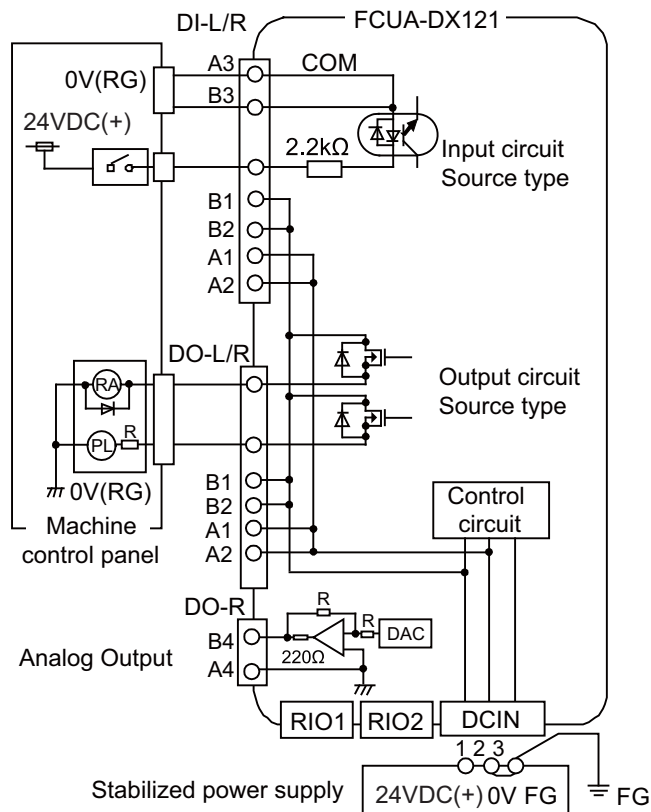 DI-L/R
FCUA-DX121
A3
COM
0V(RG)
B3
24VDC(+)
2.2kΩ
Input circuit
Source type
B1
B2
A1
A2
DO-L/R
RA
Output circuit
Source type
PL
R
0V(RG)
B1
B2
A1
A2
Control
circuit
Machine
control panel
DO-R
R
R
B4
DAC
220Ω
Analog Output
A4
RIO1
RIO2
DCIN
1 2 3
Stabilized power supply
24VDC(+) 0V FG
FG